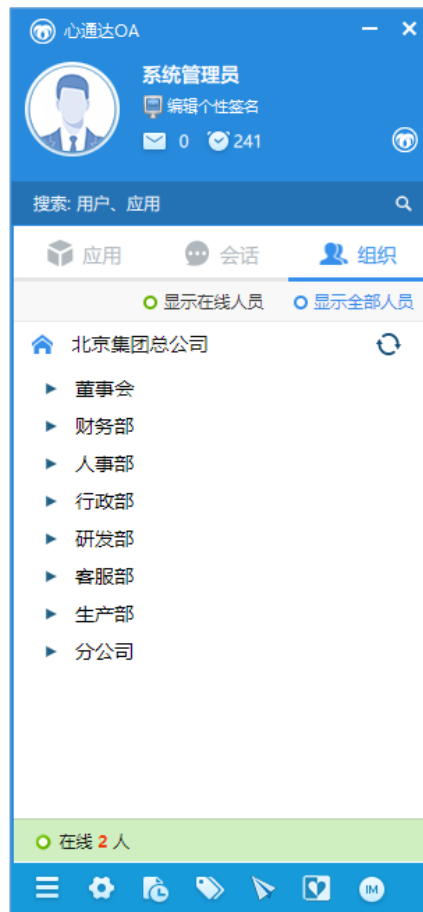 心通达OA
系统管理员
编辑个性签名
0 241
搜索: 用户、应用
应用 会话 组织
显示在线人员 显示全部人员
北京集团总公司
董事会
财务部
人事部
行政部
研发部
客服部
生产部
分公司
在线 2 人
IM